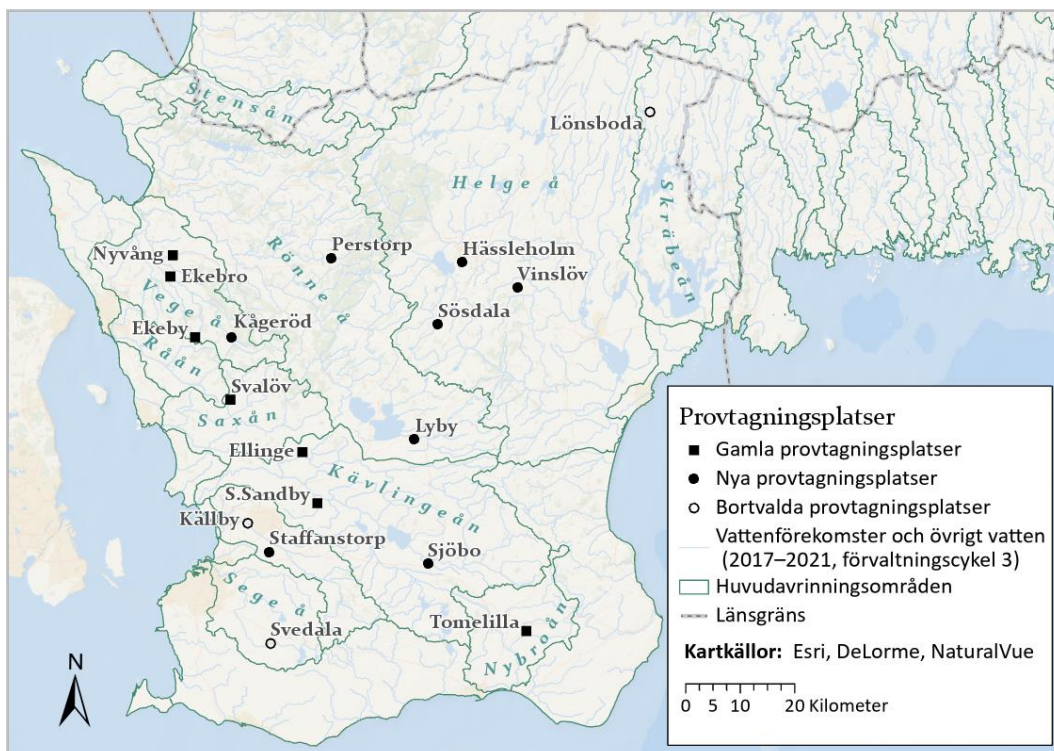 Stensån
Lönsboda
Helge å
Skräbeån
Nyvång
Perstorp
Hässleholm
Ekebro
Rönne å
Vinslöv
Vege å
Sösdala
Ekeby
Kågeröd
Råån
Svalöv
Saxån
Lyby
Ellinge
Kävlingeån
S.Sandby
Källby
Staffanstorp
Sjöbo
Sege å
Tomelilla
Svedala
Nybroån
N
Provtagningsplatser
Gamla provtagningsplatser
Nya provtagningsplatser
Bortvalda provtagningsplatser
Vattenförekomster och övrigt vatten
(2017–2021, förvaltningscykel 3)
Huvudavrinningsområden
Länsgräns
Kartkällor: Esri, DeLorme, NaturalVue
0 5 10 20 Kilometer